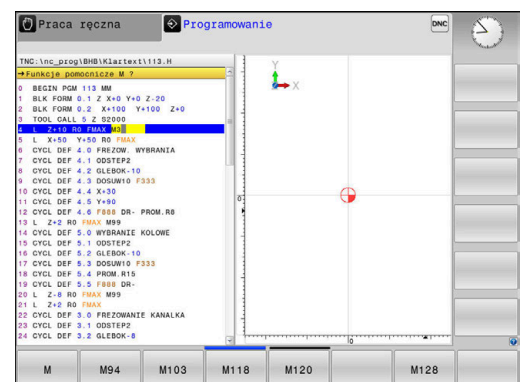 Praca ręczna
Programowanie
DNC
TNC:\nc_prog\BHB\Klartext\113.H
→Funkcje pomocnicze M ?
0 BEGIN PGM 113 MM
1 BLK FORM 0.1 Z X+0 Y+0 Z-20
2 BLK FORM 0.2 X+100 Y+100 Z+0
3 TOOL CALL 5 Z S2000
4 L Z+10 R0 FMAX M3
5 L X+50 Y+50 R0 FMAX
6 CYCL DEF 4.0 FREZOW. WYBRANIA
7 CYCL DEF 4.1 ODSTEP2
8 CYCL DEF 4.2 GLEBOK-10
9 CYCL DEF 4.3 DOSUW10 F333
10 CYCL DEF 4.4 X+30
11 CYCL DEF 4.5 Y+90
12 CYCL DEF 4.6 F888 DR- PROM.R8
13 L Z+2 R0 FMAX M99
14 CYCL DEF 5.0 WYBRANIE KOLOWE
15 CYCL DEF 5.1 ODSTEP2
16 CYCL DEF 5.2 GLEBOK-10
17 CYCL DEF 5.3 DOSUW10 F333
18 CYCL DEF 5.4 PROM.R15
19 CYCL DEF 5.5 F888 DR-
20 L Z-8 R0 FMAX M99
21 L Z+2 R0 FMAX
22 CYCL DEF 3.0 FREZOWANIE KANALKA
23 CYCL DEF 3.1 ODSTEP2
24 CYCL DEF 3.2 GLEBOK-8
Y
X
0
0
M M94 M103 M118 M120 M128